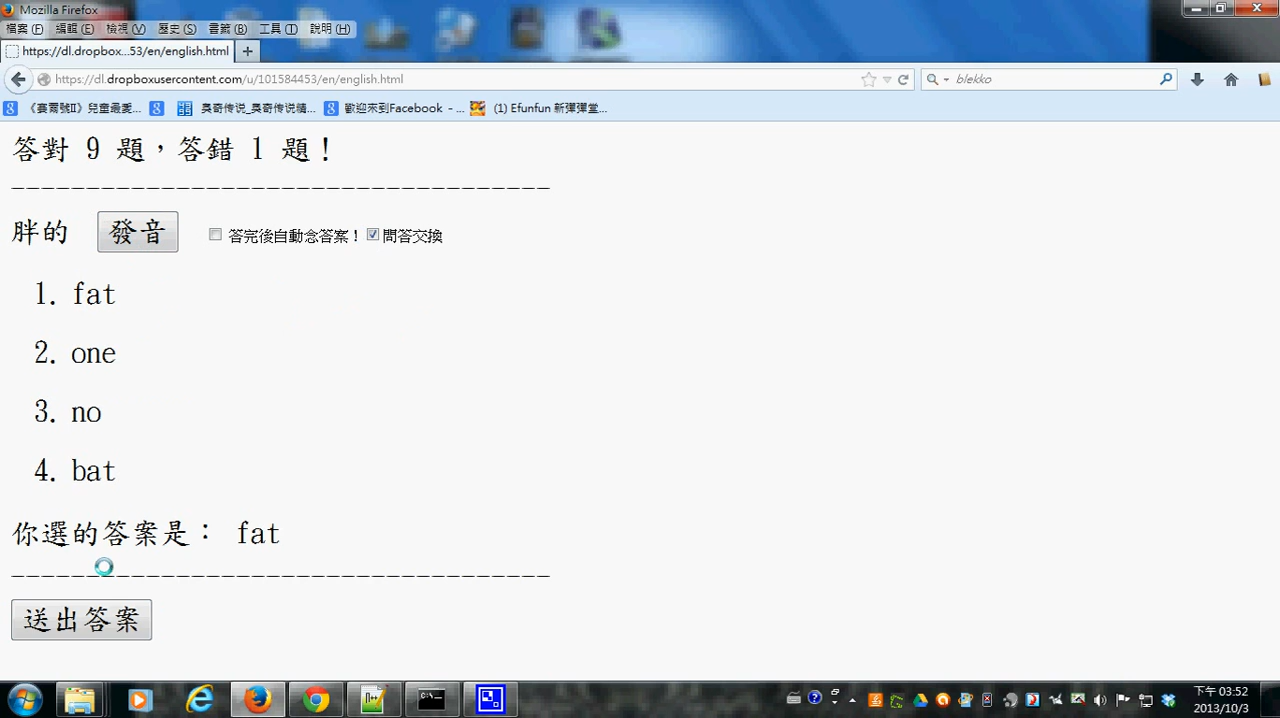 Mozilla Firefox
檔案 (F) 編輯 (E) 檢視 (V) 歷史 (S) 書籤 (B) 工具 (T) 說明 (H)
https://dl.dropbox...53/en/english.html +
https://dl.dropboxusercontent.com/u/101584453/en/english.html blekko
《賽爾號II》兒童最愛... 奧奇传说_奧奇传说精... 歡迎來到Facebook - ... (1) Efunfun 新彈彈堂...
答對 9 題，答錯 1 題！
------------------------------------
胖的 發音 答完後自動念答案！ 問答交換
1. fat
2. one
3. no
4. bat
你選的答案是： fat
------------------------------------
送出答案
下午 03:52
2013/10/3